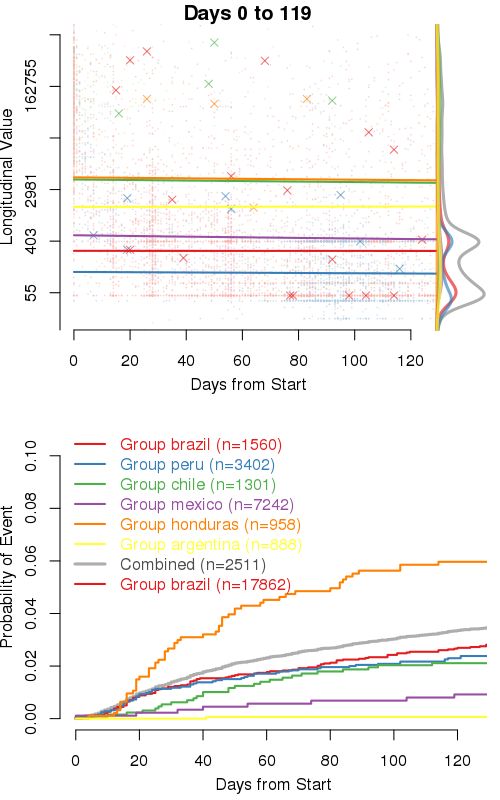 Days 0 to 119
Longitudinal Value
162755
2981
403
55
0 20 40 60 80 100 120
Days from Start
Probability of Event
0.10
0.08
0.06
0.04
0.02
0.00
Group brazil (n=1560)
Group peru (n=3402)
Group chile (n=1301)
Group mexico (n=7242)
Group honduras (n=958)
Group argentina (n=888)
Combined (n=2511)
Group brazil (n=17862)
0 20 40 60 80 100 120
Days from Start